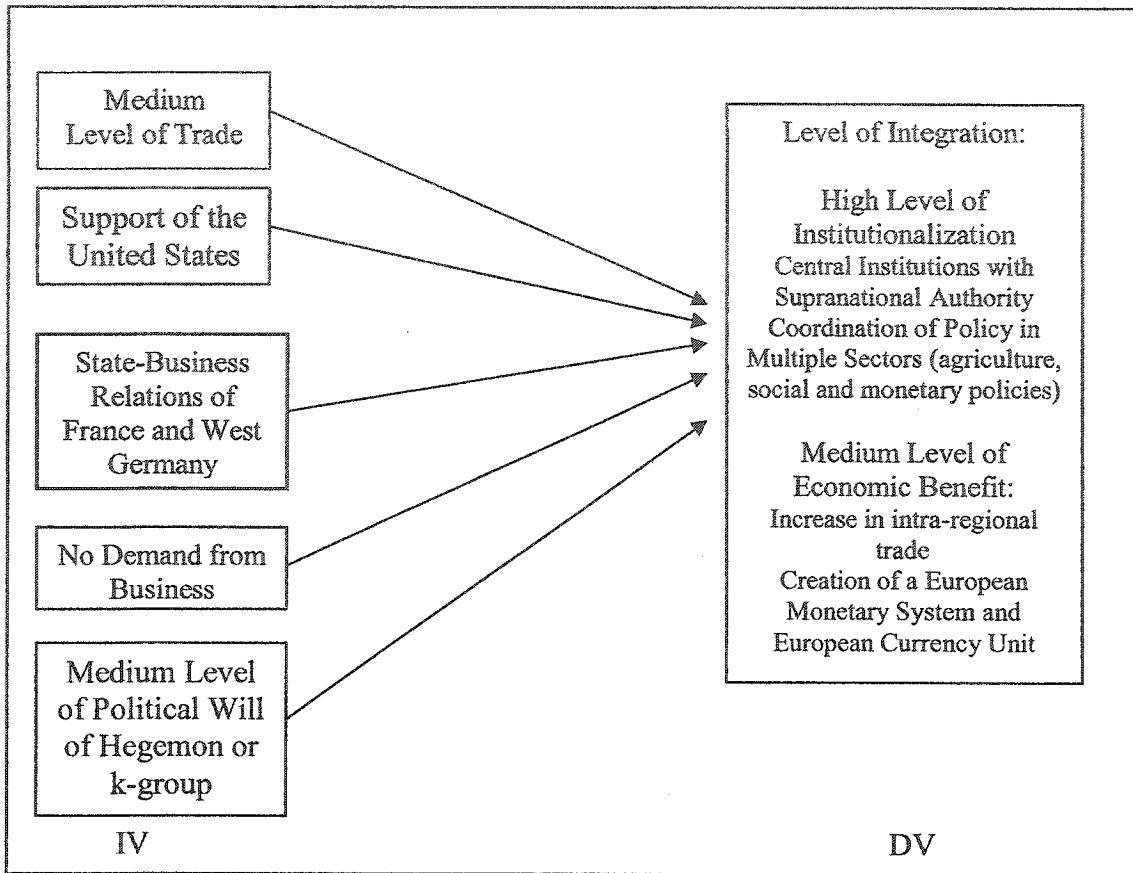 Medium
Level of Trade
Support of the
United States
State-Business
Relations of
France and West
Germany
No Demand from
Business
Medium Level
of Political Will
of Hegemon or
k-group
IV
Level of Integration:
High Level of
Institutionalization
Central Institutions with
Supranational Authority
Coordination of Policy in
Multiple Sectors (agriculture,
social and monetary policies)
Medium Level of
Economic Benefit:
Increase in intra-regional
trade
Creation of a European
Monetary System and
European Currency Unit
DV